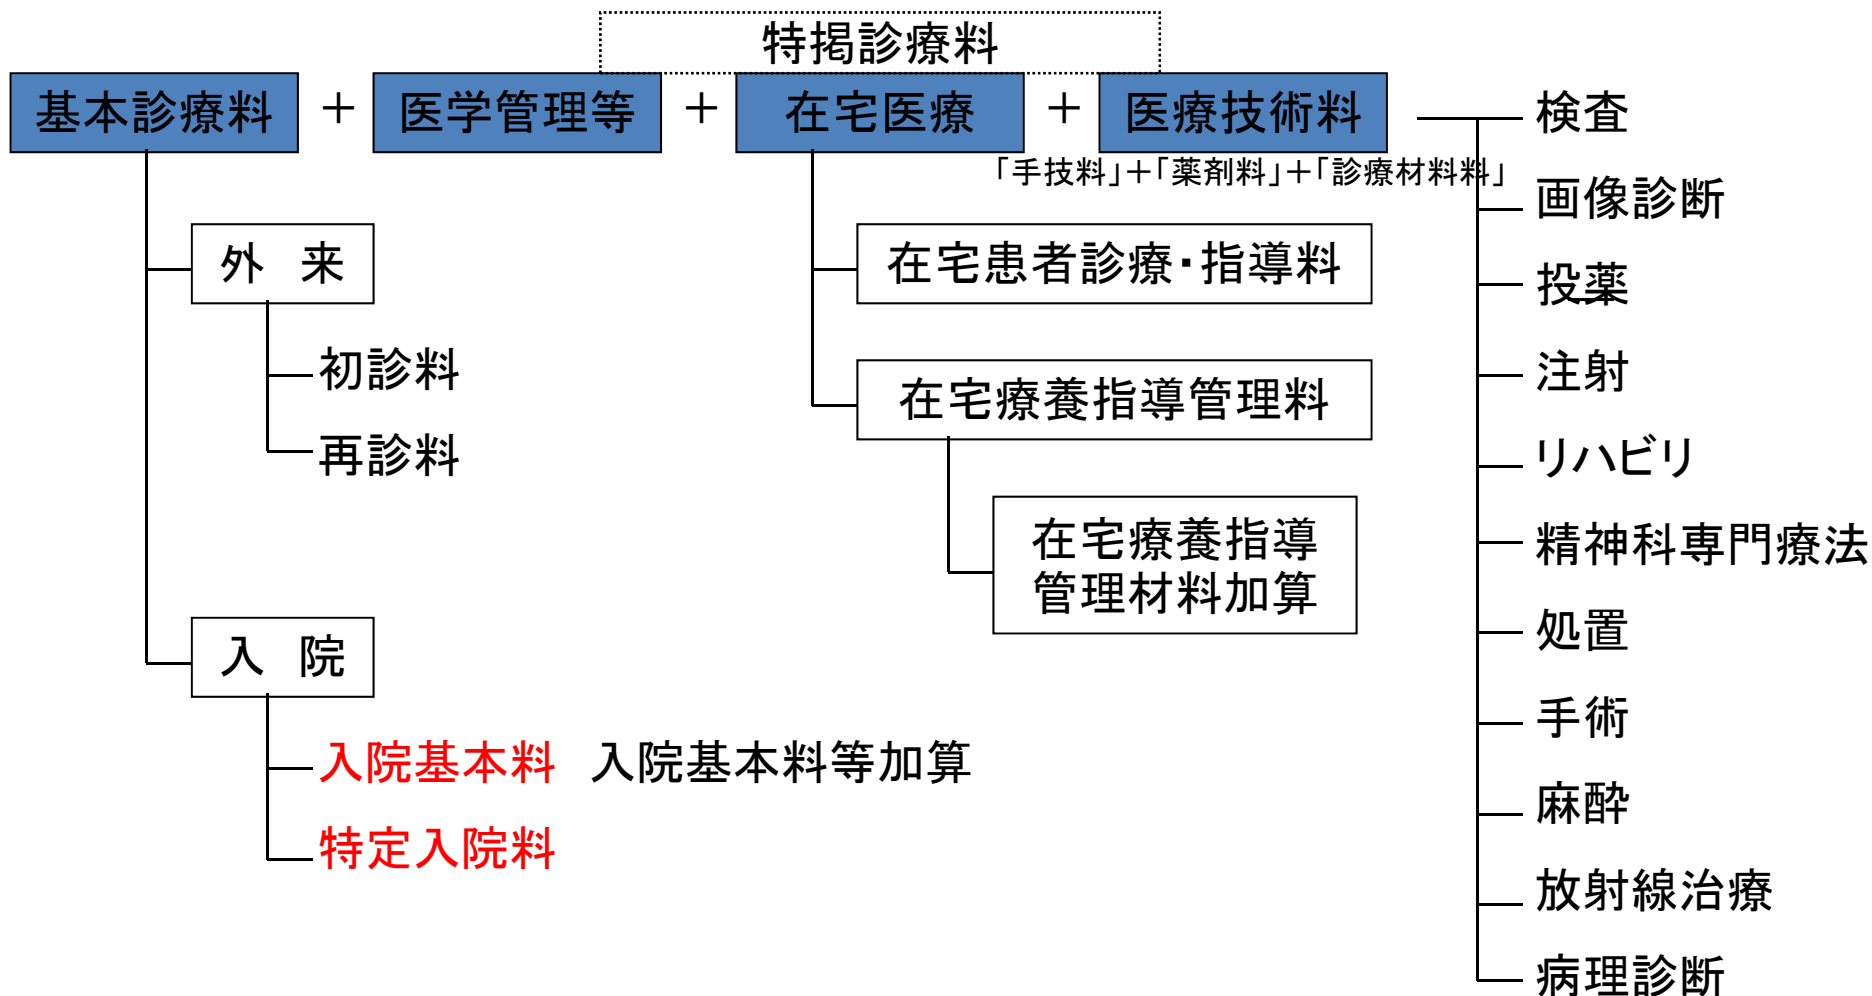 特掲診療料
基本診療料 + 医学管理等 + 在宅医療 + 医療技術料
「手技料」+「薬剤料」+「診療材料料」
外 来
初診料
再診料
入 院
入院基本料 入院基本料等加算
特定入院料
在宅患者診療・指導料
在宅療養指導管理料
在宅療養指導
管理材料加算
検査
画像診断
投薬
注射
リハビリ
精神科専門療法
処置
手術
麻酔
放射線治療
病理診断